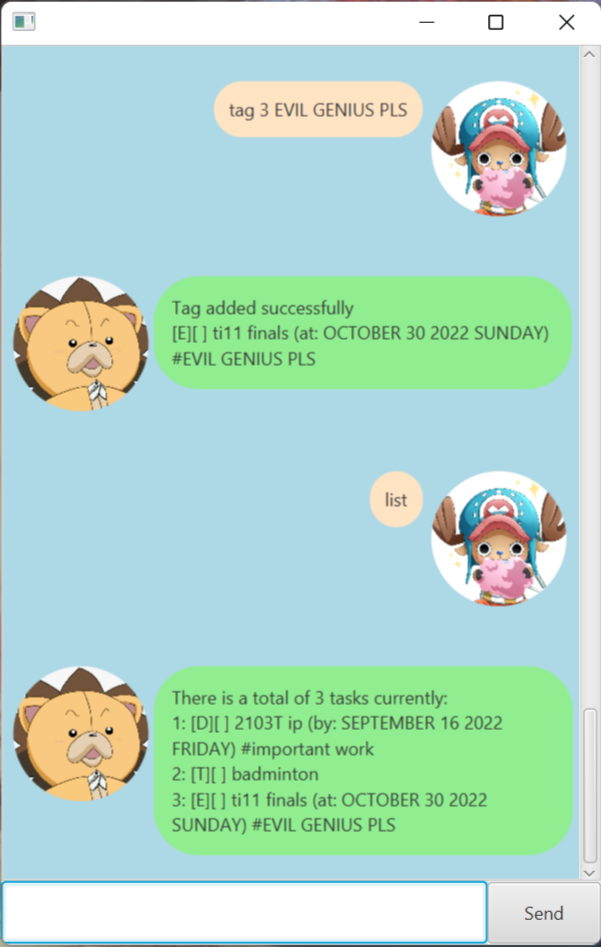 tag 3 EVIL GENIUS PLS
Tag added successfully
[E][ ] ti11 finals (at: OCTOBER 30 2022 SUNDAY)
#EVIL GENIUS PLS
list
There is a total of 3 tasks currently:
1: [D][ ] 2103T ip (by: SEPTEMBER 16 2022
FRIDAY) #important work
2: [T][ ] badminton
3: [E][ ] ti11 finals (at: OCTOBER 30 2022
SUNDAY) #EVIL GENIUS PLS
Send